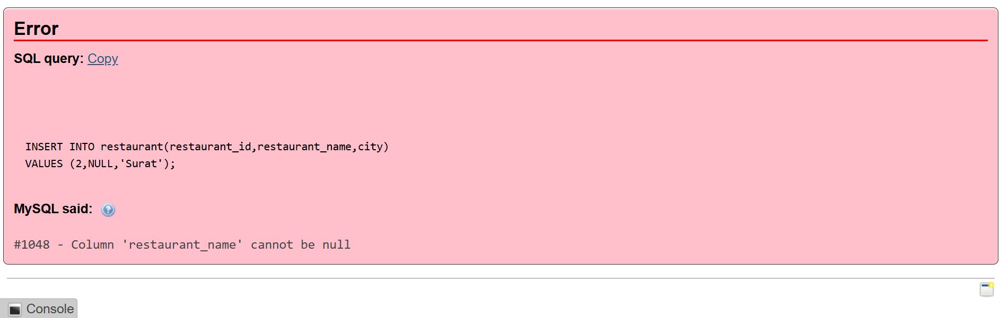 Error
SQL query: Copy
INSERT INTO restaurant(restaurant_id,restaurant_name,city)
VALUES (2,NULL,'Surat');
MySQL said:
#1048 - Column 'restaurant_name' cannot be null
Console